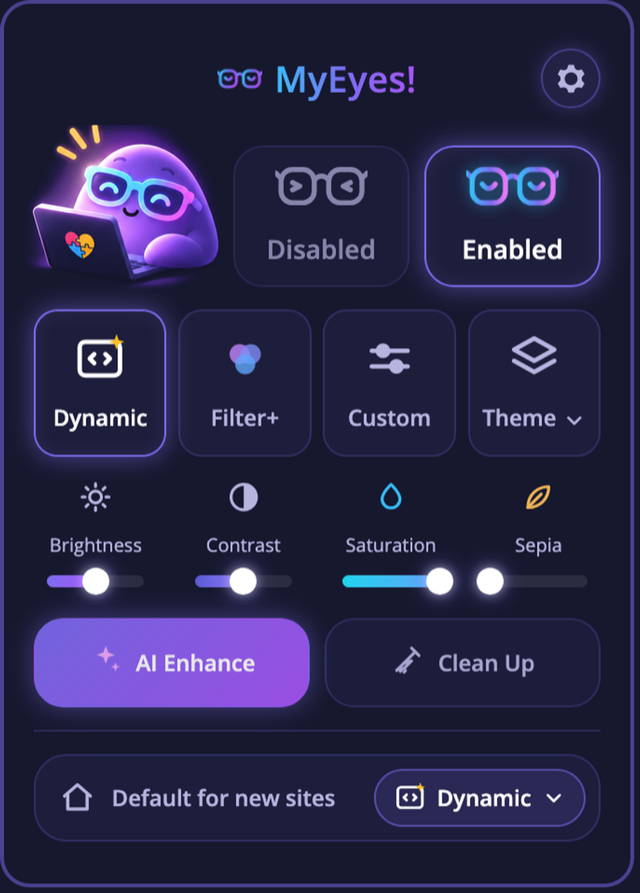 MyEyes!
Disabled
Enabled
Dynamic
Filter+
Custom
Theme
Brightness
Contrast
Saturation
Sepia
AI Enhance
Clean Up
Default for new sites
Dynamic